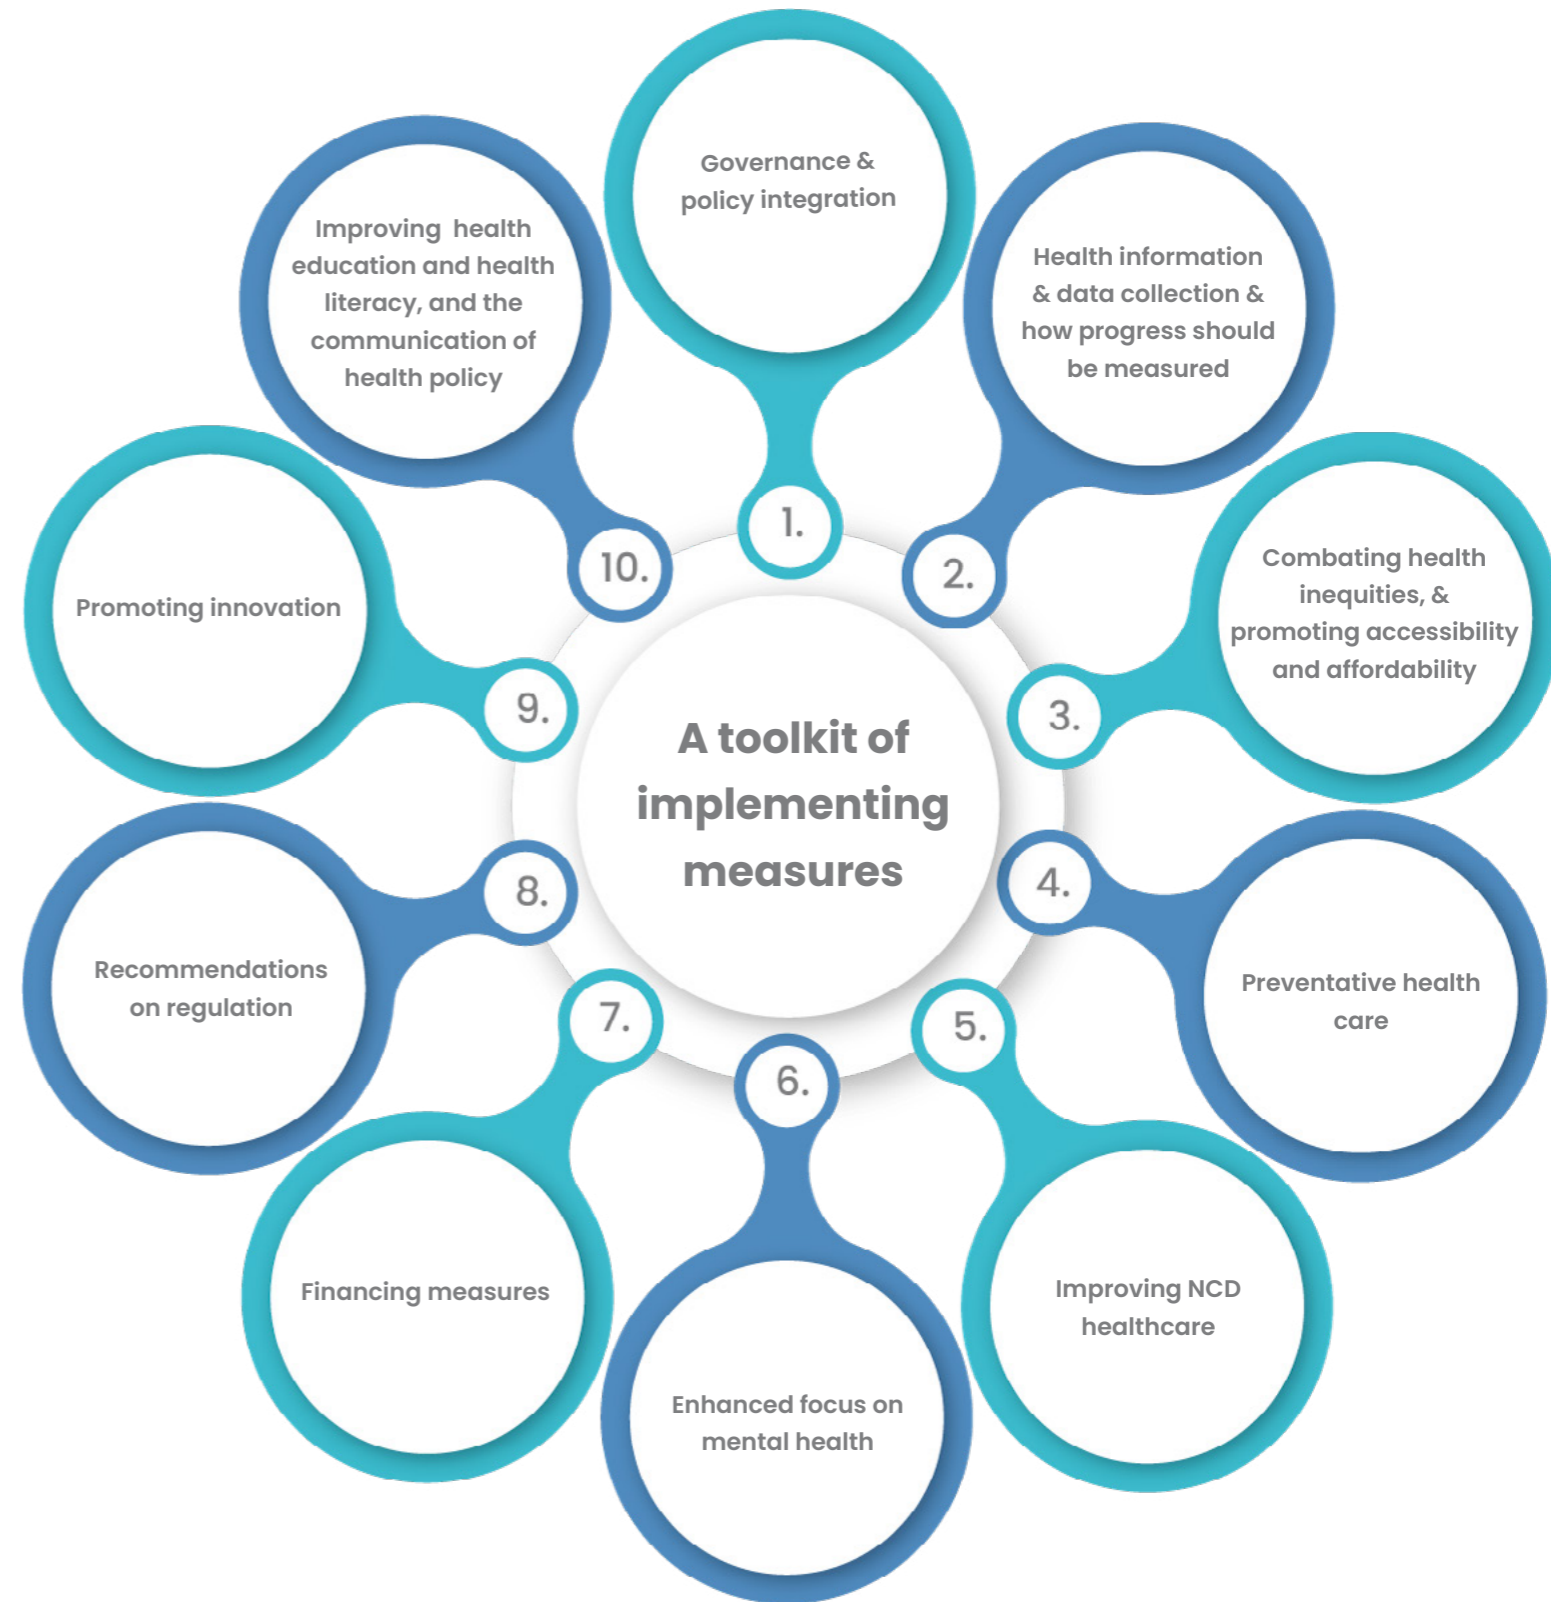 A toolkit of
implementing
measures
1.
Governance &
policy integration
2.
Health information
& data collection &
how progress should
be measured
3.
Combating health
inequities, &
promoting accessibility
and affordability
4.
Preventative health
care
5.
Improving NCD
healthcare
6.
Enhanced focus on
mental health
7.
Financing measures
8.
Recommendations
on regulation
9.
Promoting innovation
10.
Improving health
education and health
literacy, and the
communication of
health policy